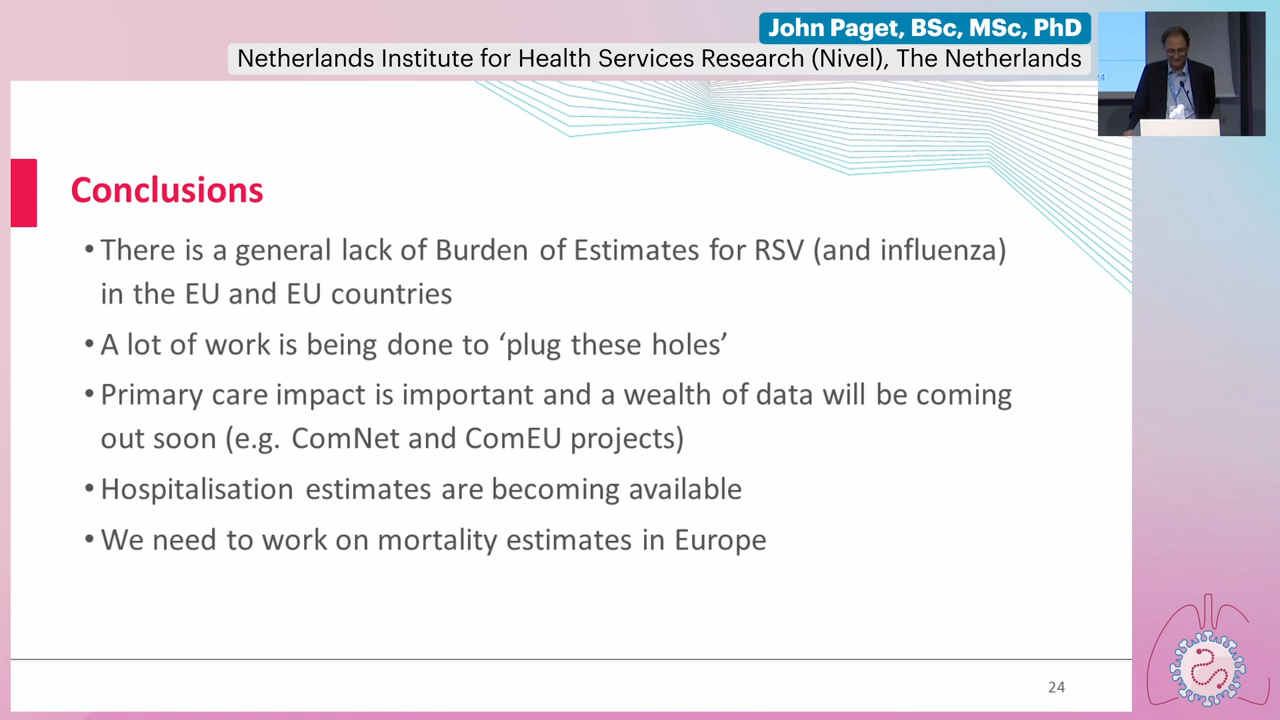 John Paget, BSc, MSc, PhD
Netherlands Institute for Health Services Research (Nivel), The Netherlands
Conclusions
• There is a general lack of Burden of Estimates for RSV (and influenza)
in the EU and EU countries
• A lot of work is being done to ‘plug these holes’
• Primary care impact is important and a wealth of data will be coming
out soon (e.g. ComNet and ComEU projects)
• Hospitalisation estimates are becoming available
• We need to work on mortality estimates in Europe
24